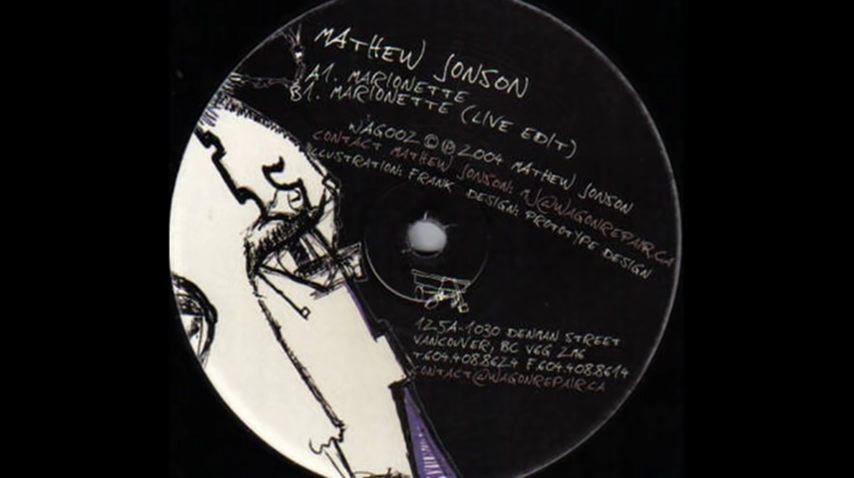 MATHEW JONSON
A1. MARIONETTE
B1. MARIONETTE (LIVE EDIT)
WAG002 © ℗ 2004 MATHEW JONSON
CONTACT MATHEW JONSON: MJ@WAGONREPAIR.CA
ILLUSTRATION: FRANK DESIGN: PROTOTYPE DESIGN
125A-1030 DENMAN STREET
VANCOUVER, BC V6G 2M6
T.604.408.8624 F.604.408.8614
CONTACT@WAGONREPAIR.CA